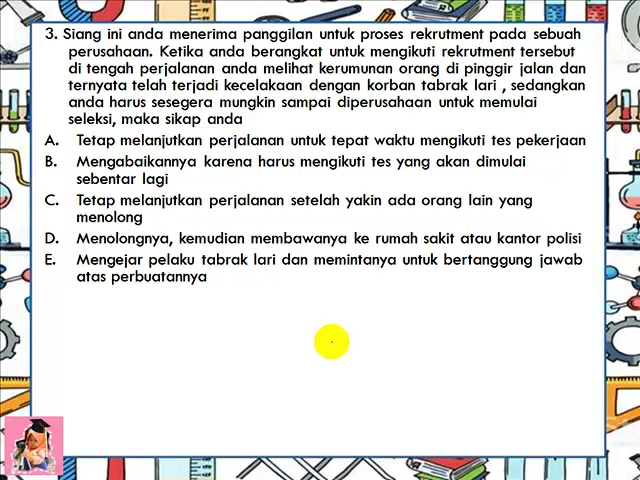 3. Siang ini anda menerima panggilan untuk proses rekrutment pada sebuah
perusahaan. Ketika anda berangkat untuk mengikuti rekrutment tersebut
di tengah perjalanan anda melihat kerumunan orang di pinggir jalan dan
ternyata telah terjadi kecelakaan dengan korban tabrak lari , sedangkan
anda harus sesegera mungkin sampai diperusahaan untuk memulai
seleksi, maka sikap anda
A. Tetap melanjutkan perjalanan untuk tepat waktu mengikuti tes pekerjaan
B. Mengabaikannya karena harus mengikuti tes yang akan dimulai
sebentar lagi
C. Tetap melanjutkan perjalanan setelah yakin ada orang lain yang
menolong
D. Menolongnya, kemudian membawanya ke rumah sakit atau kantor polisi
E. Mengejar pelaku tabrak lari dan memintanya untuk bertanggung jawab
atas perbuatannya